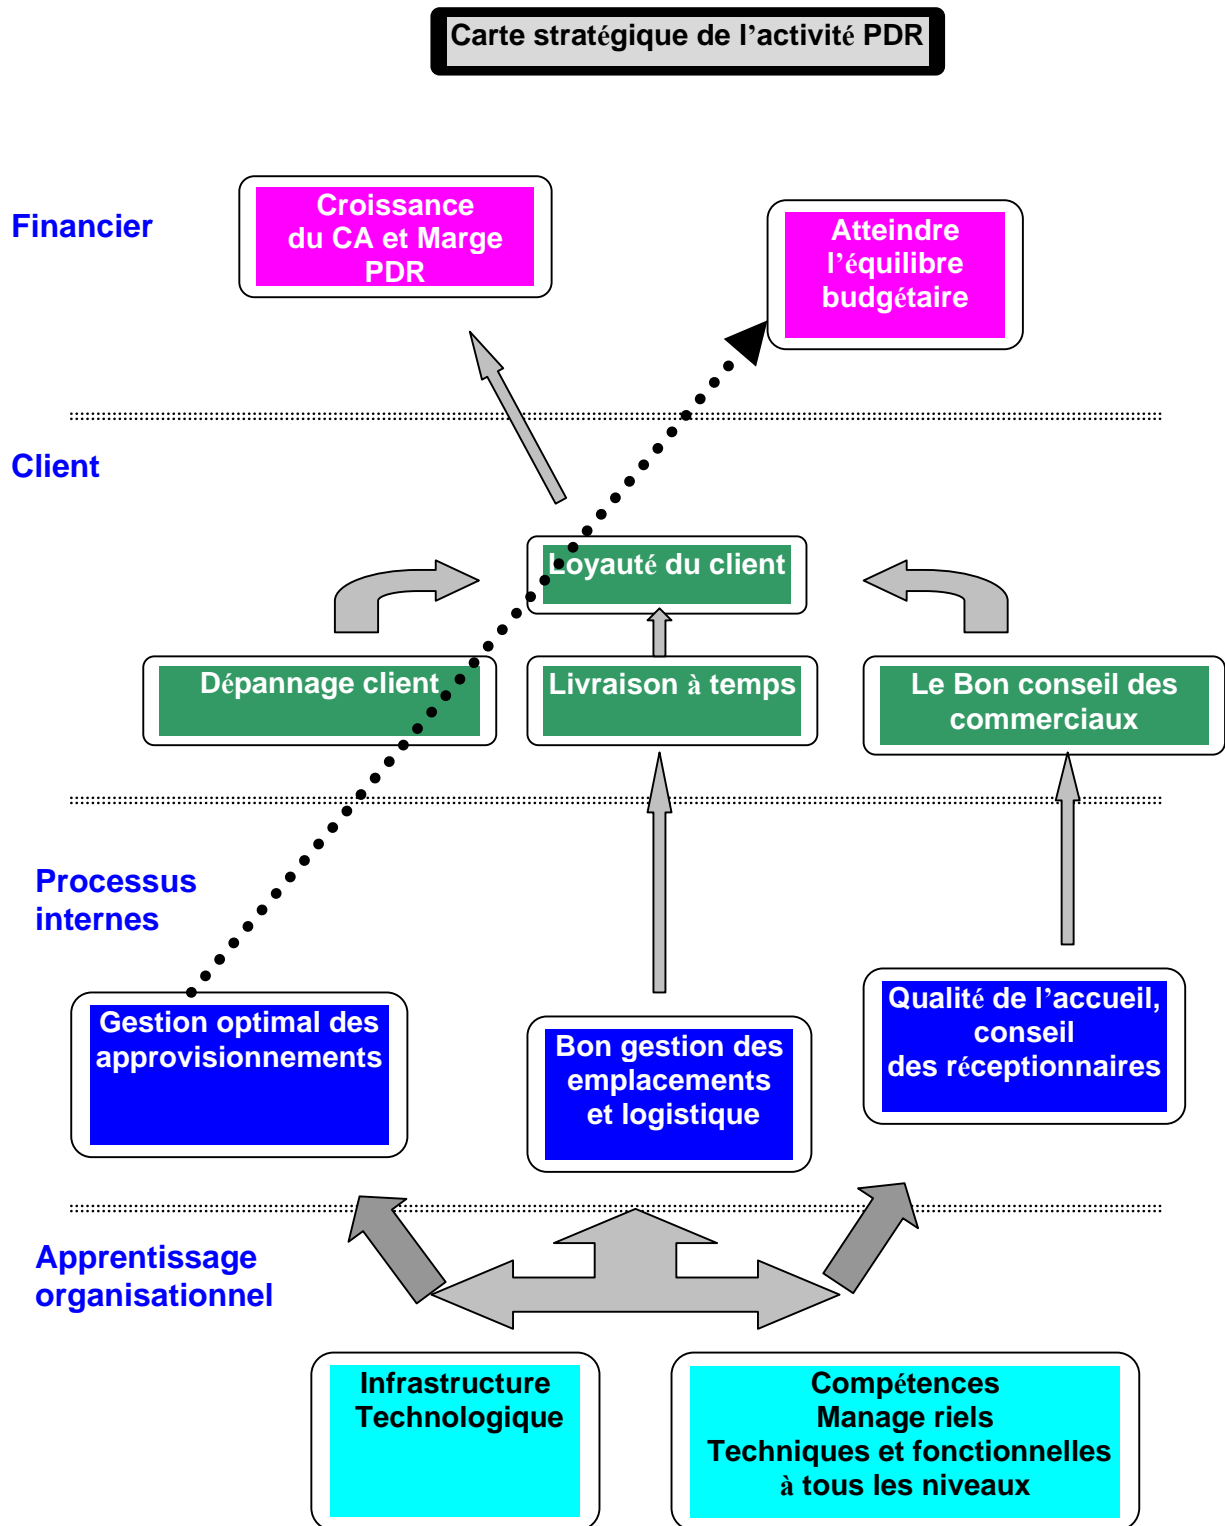 Carte stratégique de l’activité PDR
Financier
Croissance
du CA et Marge
PDR
Atteindre
l’équilibre
budgétaire
Client
Loyauté du client
Dépannage client
Livraison à temps
Le Bon conseil des
commerciaux
Processus
internes
Gestion optimal des
approvisionnements
Bon gestion des
emplacements
et logistique
Qualité de l’accueil,
conseil
des réceptionnaires
Apprentissage
organisationnel
Infrastructure
Technologique
Compétences
Manage riels
Techniques et fonctionnelles
à tous les niveaux